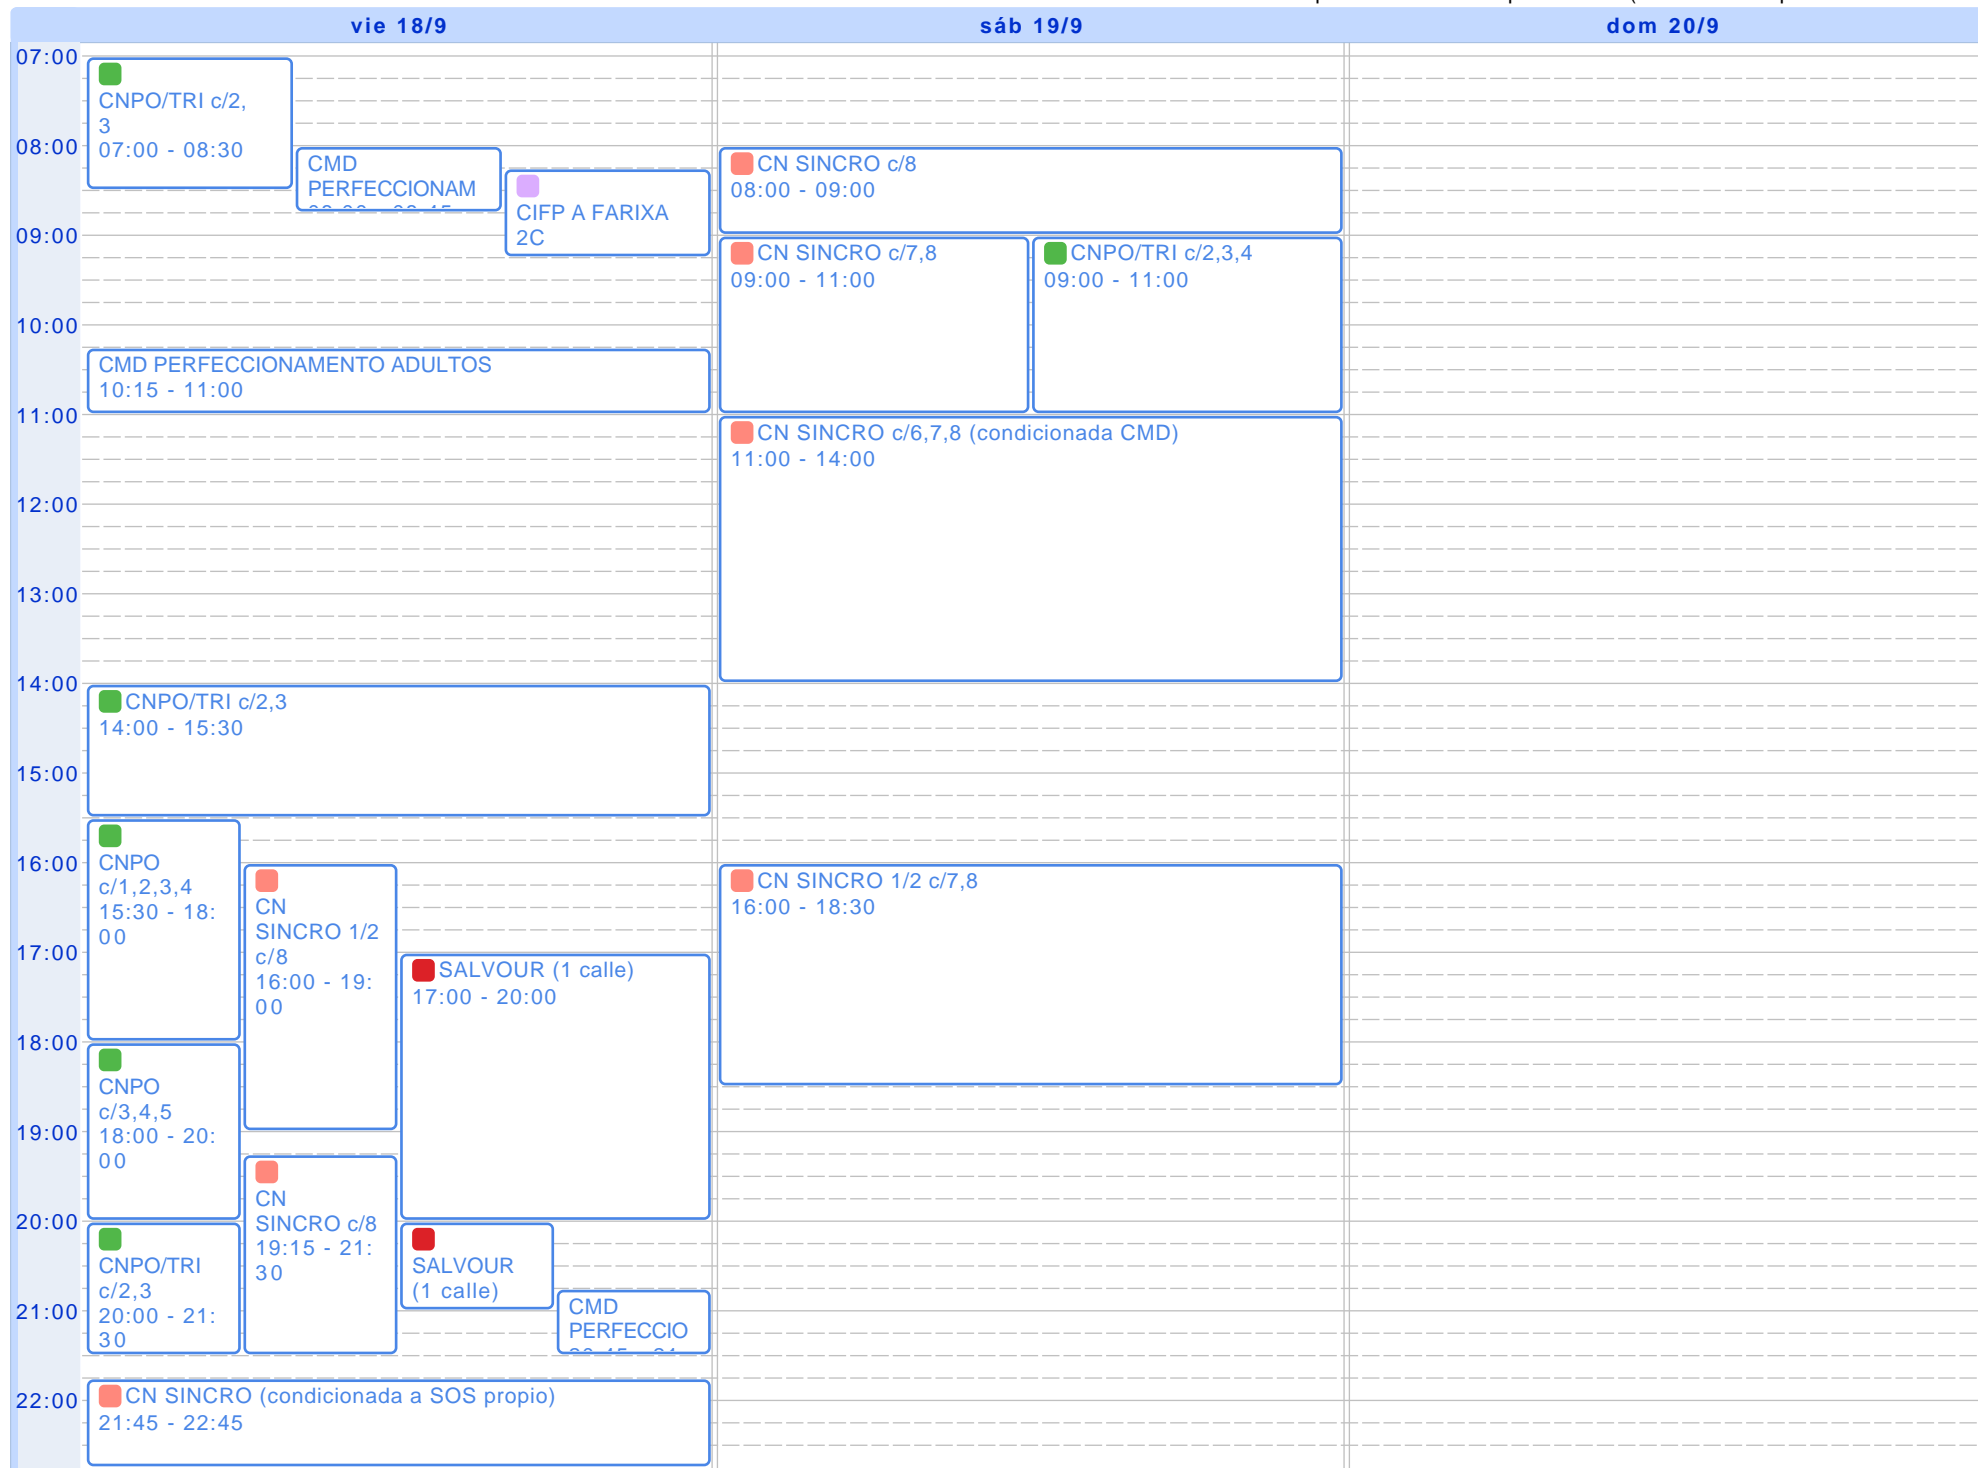 vie 18/9
sáb 19/9
dom 20/9
07:00
08:00
09:00
10:00
11:00
12:00
13:00
14:00
15:00
16:00
17:00
18:00
19:00
20:00
21:00
22:00
CNPO/TRI c/2,
3
07:00 - 08:30
CMD
PERFECCIONAM
CIFP A FARIXA
2C
CMD PERFECCIONAMENTO ADULTOS
10:15 - 11:00
CNPO/TRI c/2,3
14:00 - 15:30
CNPO
c/1,2,3,4
15:30 - 18:
00
CN
SINCRO 1/2
c/8
16:00 - 19:
00
SALVOUR (1 calle)
17:00 - 20:00
CNPO
c/3,4,5
18:00 - 20:
00
CN
SINCRO c/8
19:15 - 21:
30
CNPO/TRI
c/2,3
20:00 - 21:
30
SALVOUR
(1 calle)
CMD
PERFECCIO
CN SINCRO (condicionada a SOS propio)
21:45 - 22:45
CN SINCRO c/8
08:00 - 09:00
CN SINCRO c/7,8
09:00 - 11:00
CNPO/TRI c/2,3,4
09:00 - 11:00
CN SINCRO c/6,7,8 (condicionada CMD)
11:00 - 14:00
CN SINCRO 1/2 c/7,8
16:00 - 18:30